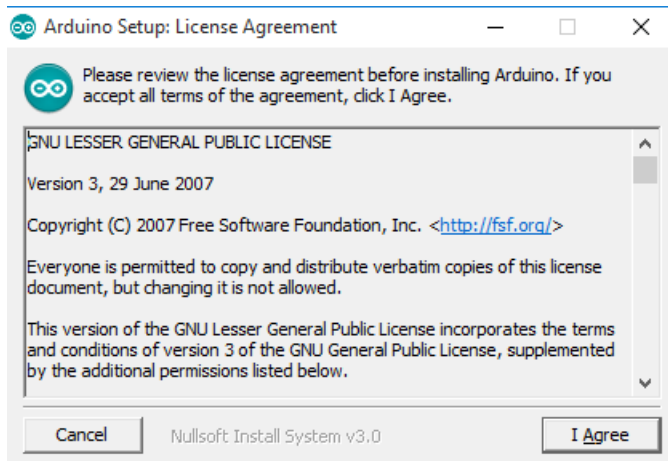 Arduino Setup: License Agreement
Please review the license agreement before installing Arduino. If you
accept all terms of the agreement, click I Agree.
GNU LESSER GENERAL PUBLIC LICENSE
Version 3, 29 June 2007
Copyright (C) 2007 Free Software Foundation, Inc. <http://fsf.org/>
Everyone is permitted to copy and distribute verbatim copies of this license
document, but changing it is not allowed.
This version of the GNU Lesser General Public License incorporates the terms
and conditions of version 3 of the GNU General Public License, supplemented
by the additional permissions listed below.
Cancel
Nullsoft Install System v3.0
I Agree